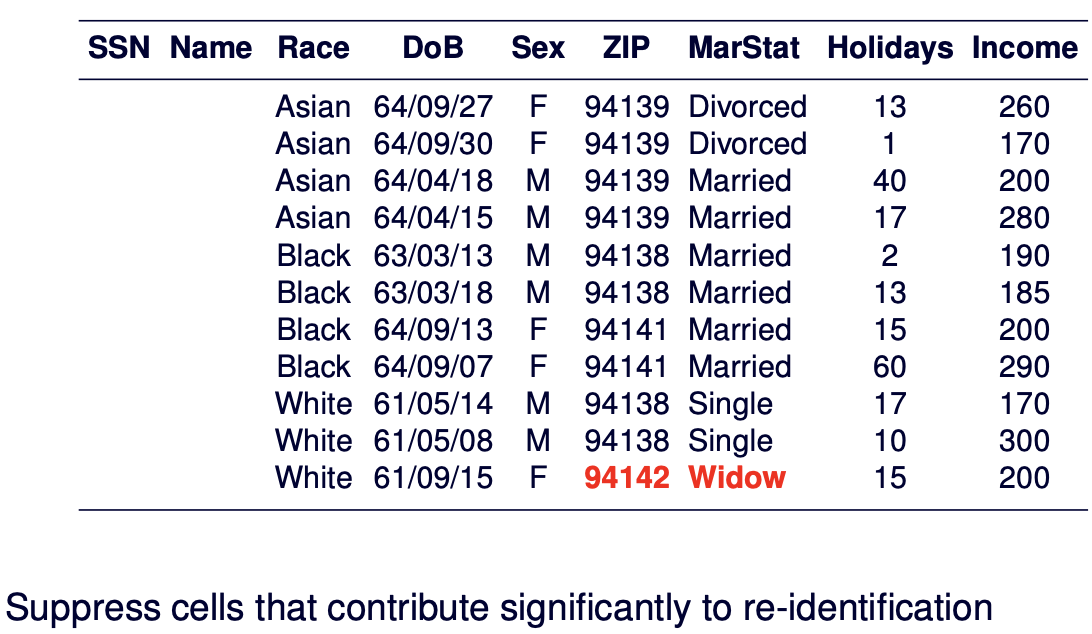 SSN Name Race DoB Sex ZIP MarStat Holidays Income
Asian 64/09/27 F 94139 Divorced 13 260
Asian 64/09/30 F 94139 Divorced 1 170
Asian 64/04/18 M 94139 Married 40 200
Asian 64/04/15 M 94139 Married 17 280
Black 63/03/13 M 94138 Married 2 190
Black 63/03/18 M 94138 Married 13 185
Black 64/09/13 F 94141 Married 15 200
Black 64/09/07 F 94141 Married 60 290
White 61/05/14 M 94138 Single 17 170
White 61/05/08 M 94138 Single 10 300
White 61/09/15 F 94142 Widow 15 200
Suppress cells that contribute significantly to re-identification